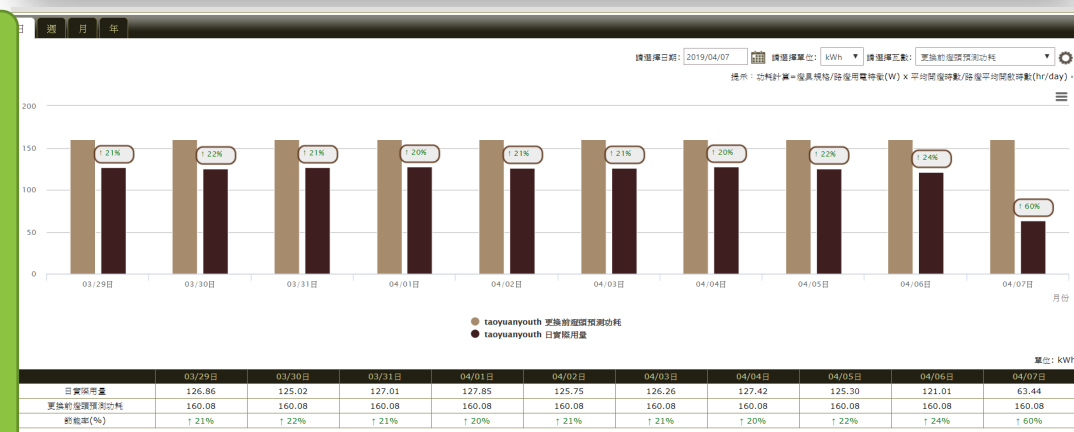 日 週 月 年
請選擇日期: 2019/04/07 請選擇單位: kWh ▼ 請選擇瓦數: 更換前燈頭預測功耗 ▼
提示：功耗計算=燈具規格/路燈用電特徵(W) x 平均開燈時數/路燈平均開啟時數(hr/day)。
200
150
100
50
0
↑ 21% ↑ 22% ↑ 21% ↑ 20% ↑ 21% ↑ 21% ↑ 20% ↑ 22% ↑ 24% ↑ 60%
03/29日 03/30日 03/31日 04/01日 04/02日 04/03日 04/04日 04/05日 04/06日 04/07日
月份
taoyuanyouth 更換前燈頭預測功耗
taoyuanyouth 日實際用量
單位: kWh
03/29日 03/30日 03/31日 04/01日 04/02日 04/03日 04/04日 04/05日 04/06日 04/07日
日實際用量 126.86 125.02 127.01 127.85 125.75 126.26 127.42 125.30 121.01 63.44
更換前燈頭預測功耗 160.08 160.08 160.08 160.08 160.08 160.08 160.08 160.08 160.08 160.08
節能率(%) ↑ 21% ↑ 22% ↑ 21% ↑ 20% ↑ 21% ↑ 21% ↑ 20% ↑ 22% ↑ 24% ↑ 60%